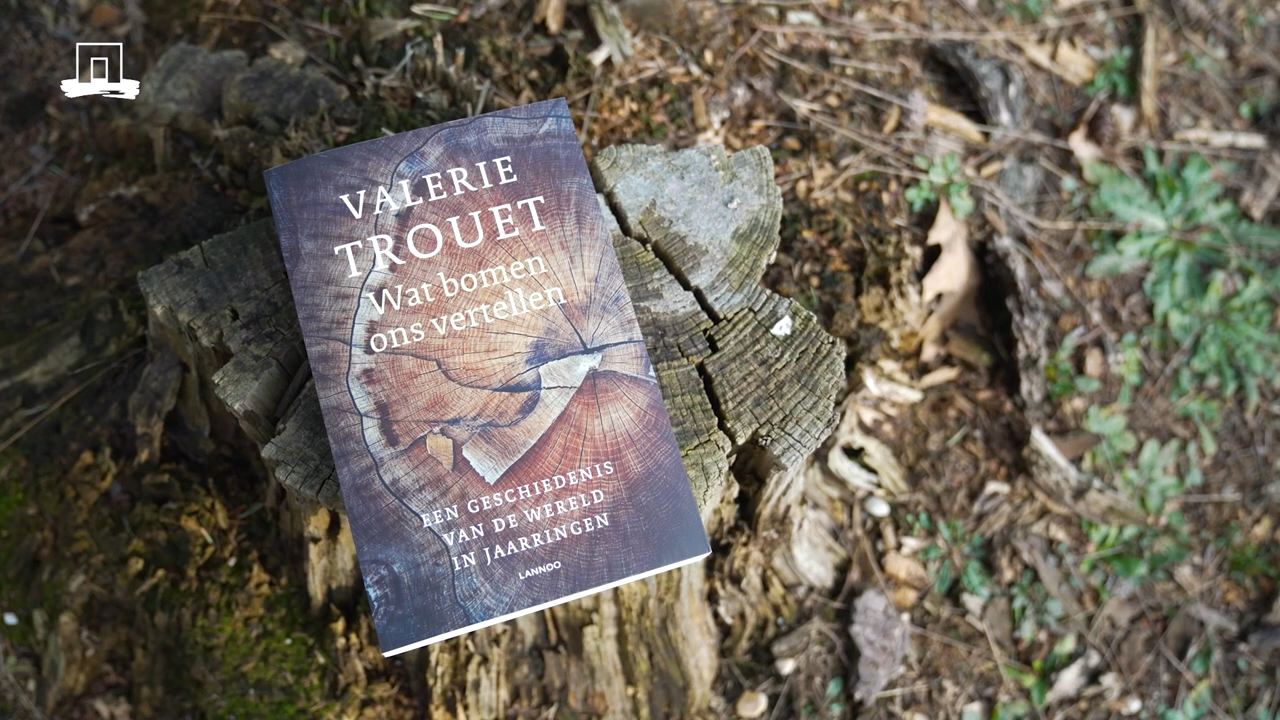 VALERIE
TROUET
Wat bomen
ons vertellen
EEN GESCHIEDENIS
VAN DE WERELD
IN JAARRINGEN
LANNOO